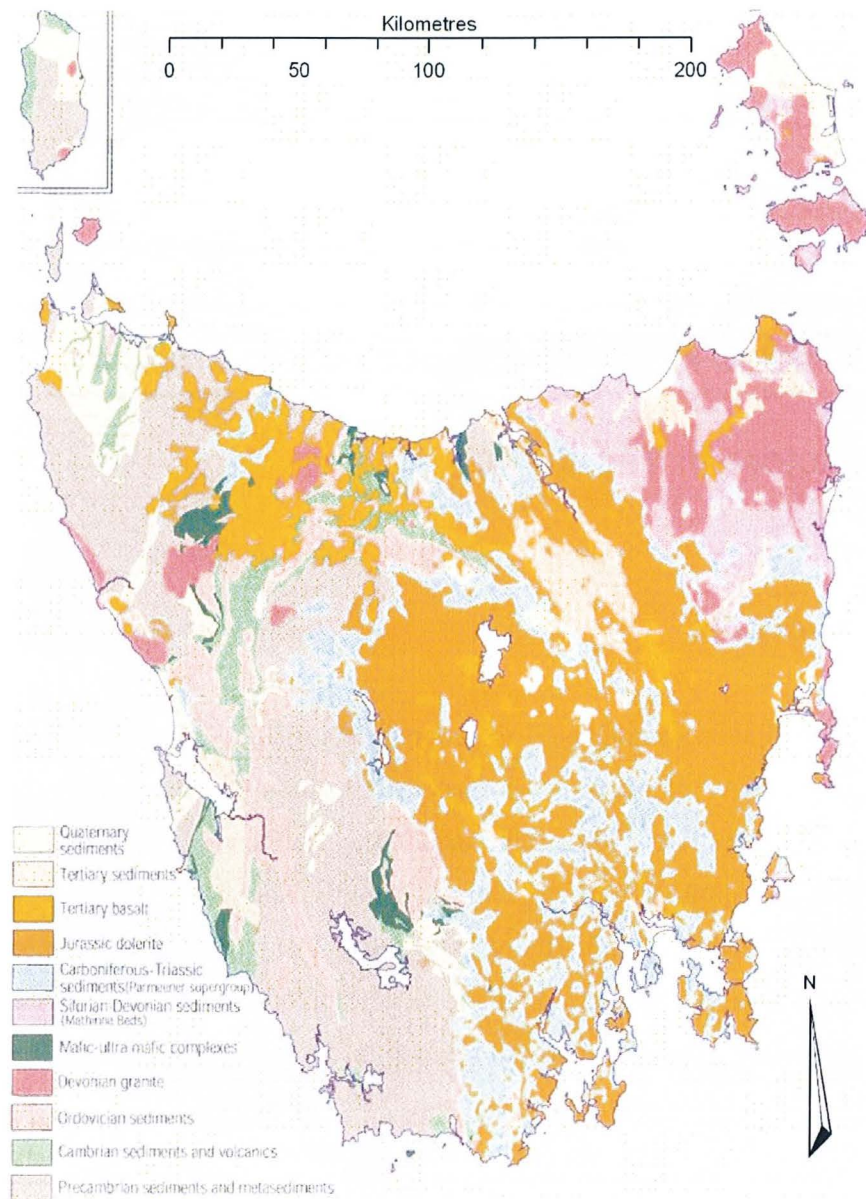 Kilometres
0 50 100 200
Quaternary
sediments
Tertiary sediments
Tertiary basalt
Jurassic dolerite
Carboniferous-Triassic
sediments (Parmeener supergroup)
Silurian-Devonian sediments
(Mathinna Beds)
Mafic-ultra mafic complexes
Devonian granite
Ordovician sediments
Cambrian sediments and volcanics
Precambrian sediments and metasediments
N